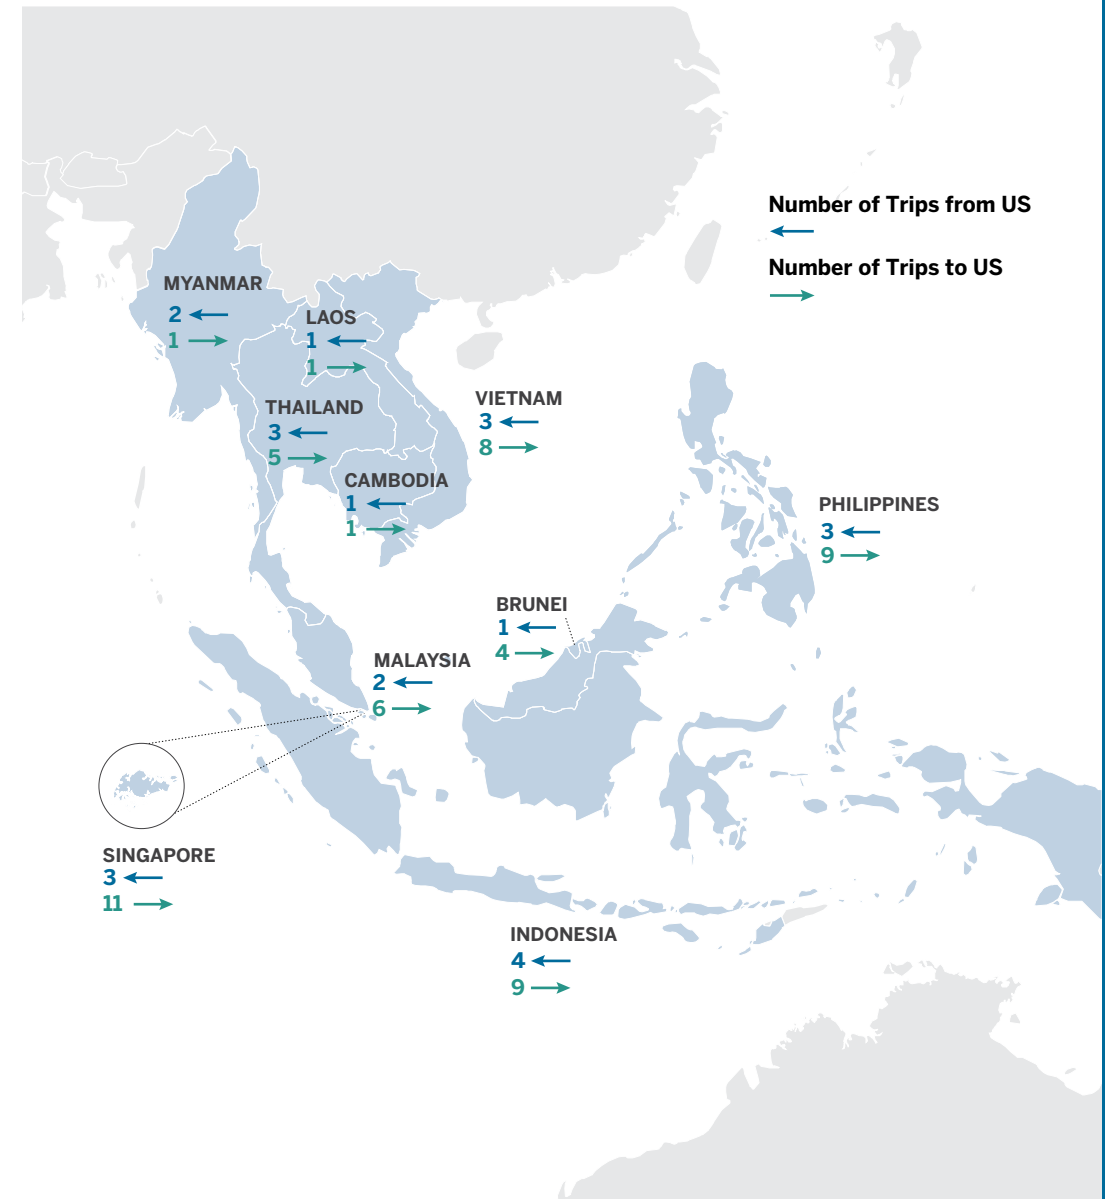 Number of Trips from US
Number of Trips to US
MYANMAR
2
1
LAOS
1
1
THAILAND
3
5
VIETNAM
3
8
CAMBODIA
1
1
PHILIPPINES
3
9
BRUNEI
1
4
MALAYSIA
2
6
SINGAPORE
3
11
INDONESIA
4
9